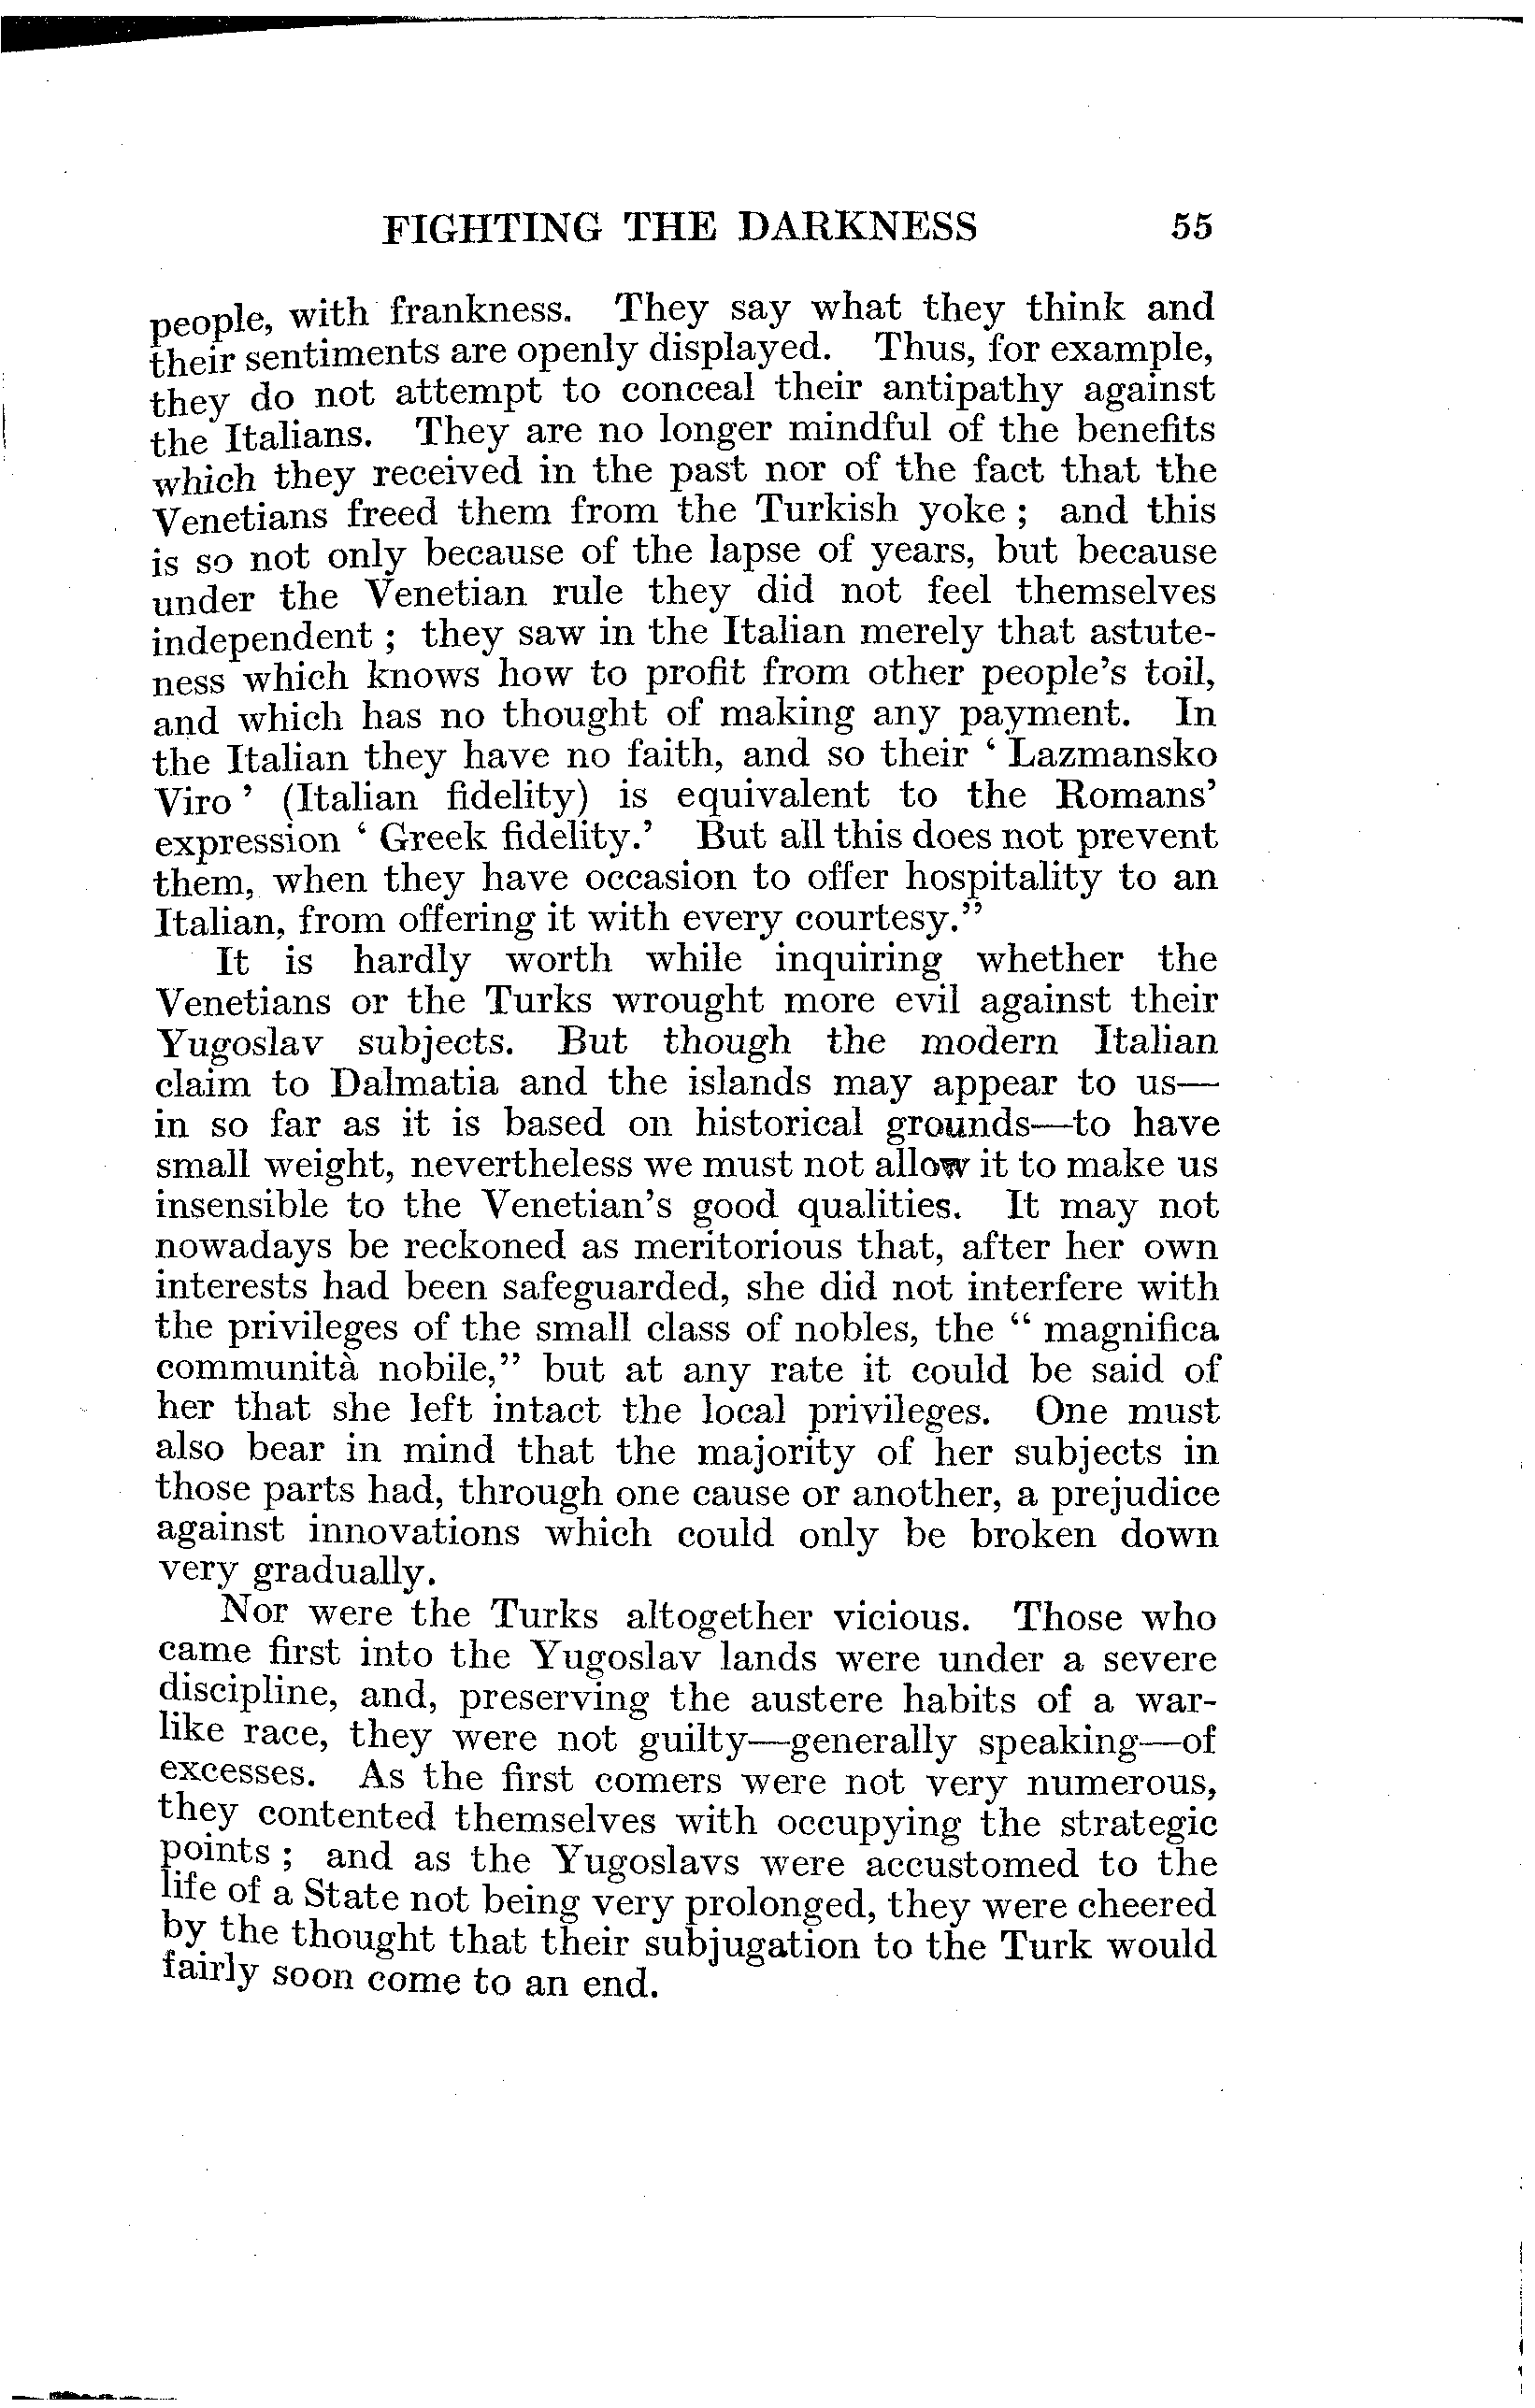 FIGHTING THE DARKNESS 55
people, with frankness. They say what they think and
their sentiments are openly displayed. Thus, for example,
they do not attempt to conceal their antipathy against
the Italians. They are no longer mindful of the benefits
which they received in the past nor of the fact that the
Venetians freed them from the Turkish yoke ; and this
is so not only because of the lapse of years, but because
under the Venetian rule they did not feel themselves
independent ; they saw in the Italian merely that astute-
ness which knows how to profit from other people's toil,
and which has no thought of making any payment. In
the Italian they have no faith, and so their ‘ Lazmansko
Viro ’ (Italian fidelity) is equivalent to the Romans’
expression ‘ Greek fidelity.’ But all this does not prevent
them, when they have occasion to offer hospitality to an
Italian, from offering it with every courtesy.”
It is hardly worth while inquiring whether the
Venetians or the Turks wrought more evil against their
Yugoslav subjects. But though the modern Italian
claim to Dalmatia and the islands may appear to us—
in so far as it is based on historical grounds—to have
small weight, nevertheless we must not allow it to make us
insensible to the Venetian's good qualities. It may not
nowadays be reckoned as meritorious that, after her own
interests had been safeguarded, she did not interfere with
the privileges of the small class of nobles, the “ magnifica
communità nobile,” but at any rate it could be said of
her that she left intact the local privileges. One must
also bear in mind that the majority of her subjects in
those parts had, through one cause or another, a prejudice
against innovations which could only be broken down
very gradually.
Nor were the Turks altogether vicious. Those who
came first into the Yugoslav lands were under a severe
discipline, and, preserving the austere habits of a war-
like race, they were not guilty—generally speaking—of
excesses. As the first comers were not very numerous,
they contented themselves with occupying the strategic
points ; and as the Yugoslavs were accustomed to the
life of a State not being very prolonged, they were cheered
by the thought that their subjugation to the Turk would
fairly soon come to an end.